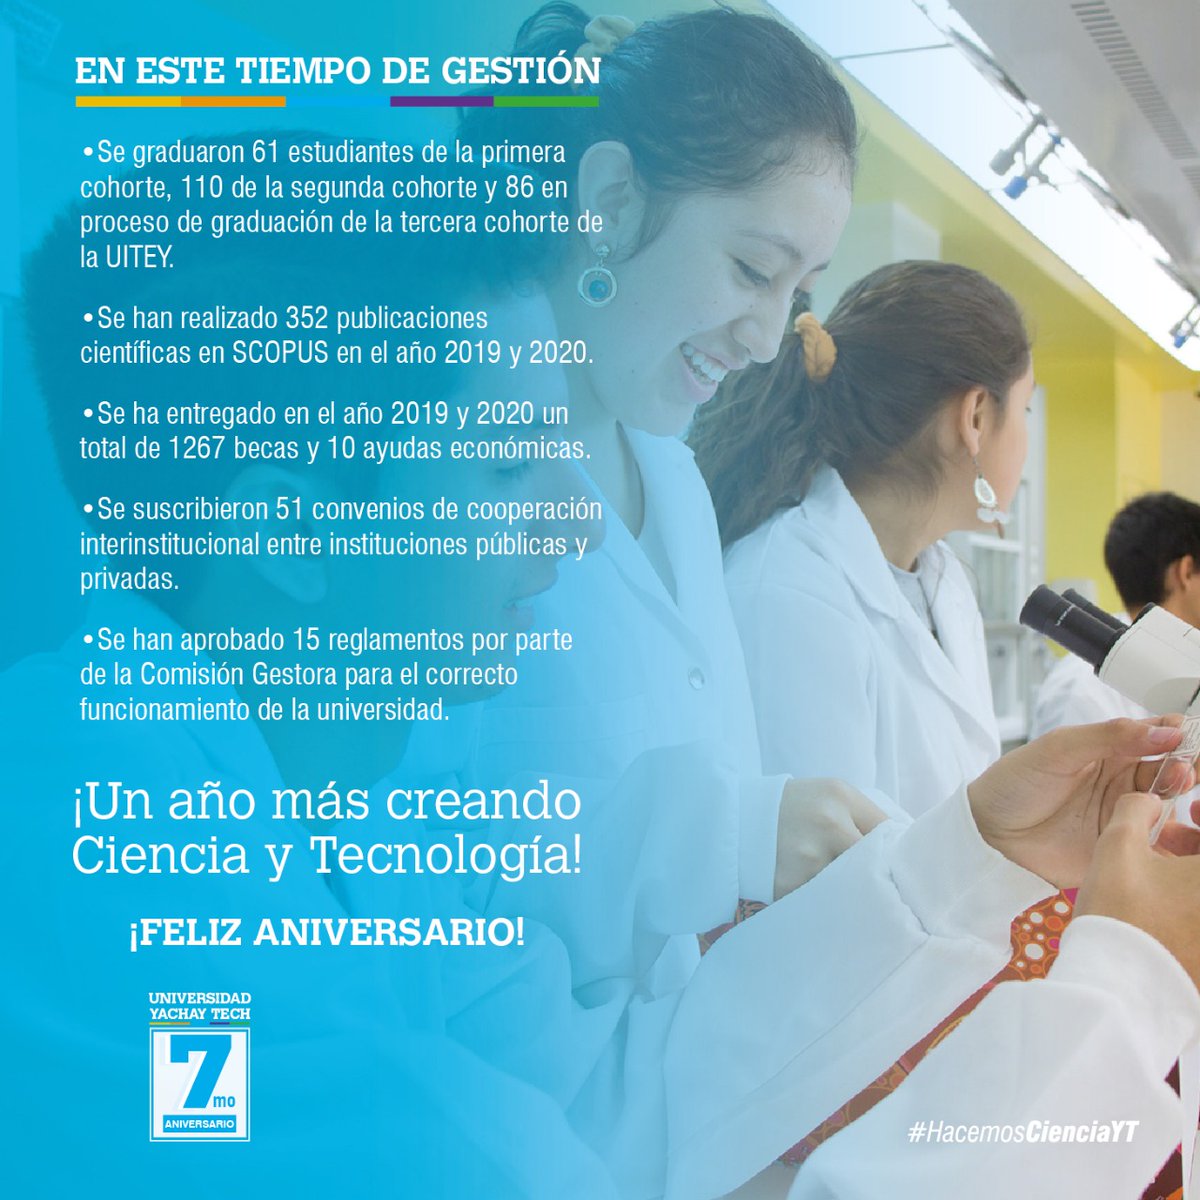 EN ESTE TIEMPO DE GESTIÓN
•Se graduaron 61 estudiantes de la primera
cohorte, 110 de la segunda cohorte y 86 en
proceso de graduación de la tercera cohorte de
la UITEY.
•Se han realizado 352 publicaciones
científicas en SCOPUS en el año 2019 y 2020.
•Se ha entregado en el año 2019 y 2020 un
total de 1267 becas y 10 ayudas económicas.
•Se suscribieron 51 convenios de cooperación
interinstitucional entre instituciones públicas y
privadas.
•Se han aprobado 15 reglamentos por parte
de la Comisión Gestora para el correcto
funcionamiento de la universidad.
¡Un año más creando
Ciencia y Tecnología!
¡FELIZ ANIVERSARIO!
UNIVERSIDAD
YACHAY TECH
7mo
ANIVERSARIO
#HacemosCienciaYT